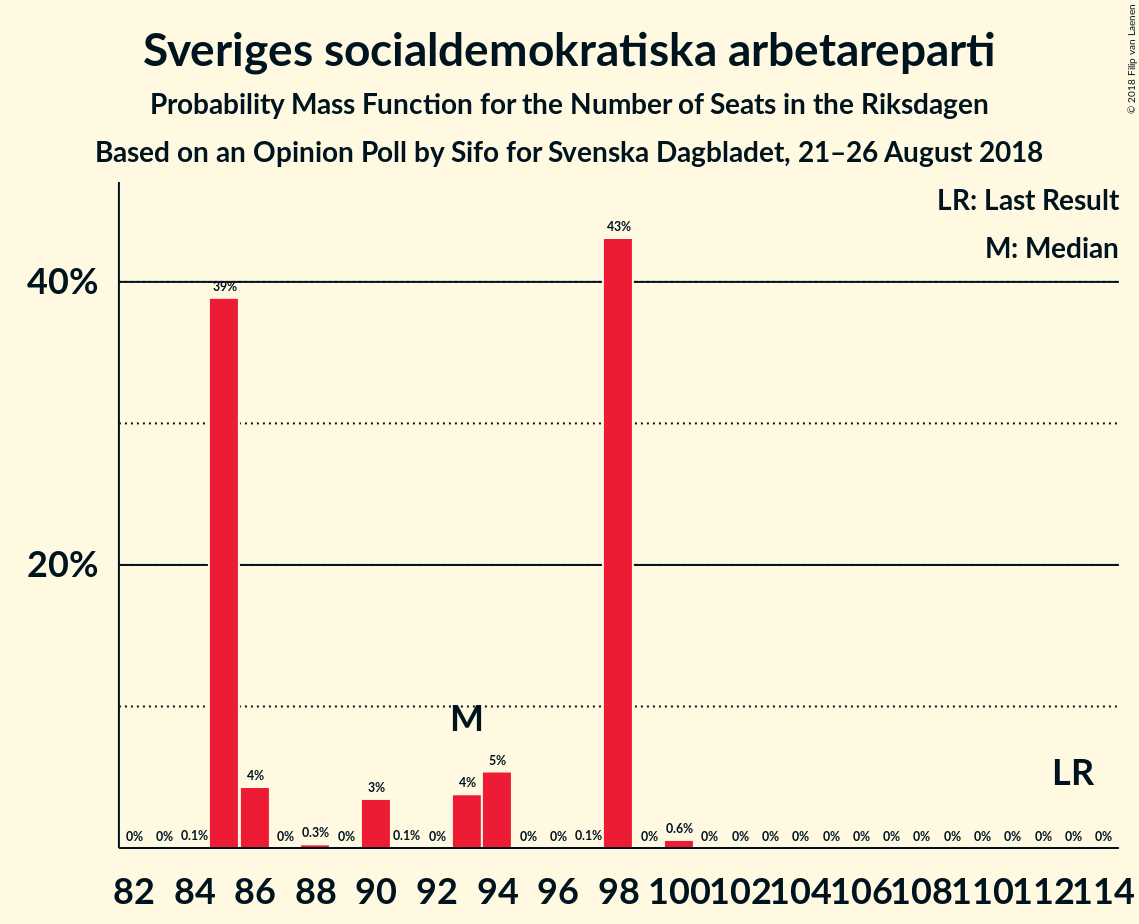 Sveriges socialdemokratiska arbetareparti
Probability Mass Function for the Number of Seats in the Riksdagen
Based on an Opinion Poll by Sifo for Svenska Dagbladet, 21–26 August 2018
© 2018 Filip van Laenen
LR: Last Result
M: Median
40%
20%
0% 0% 0.1% 39% 4% 0% 0.3% 0% 3% 0.1% 0% 4% 5% 0% 0% 0.1% 43% 0% 0.6% 0% 0% 0% 0% 0% 0% 0% 0% 0% 0% 0% 0% 0% 0%
M
LR
82 84 86 88 90 92 94 96 98 100 102 104 106 108 110 112 114